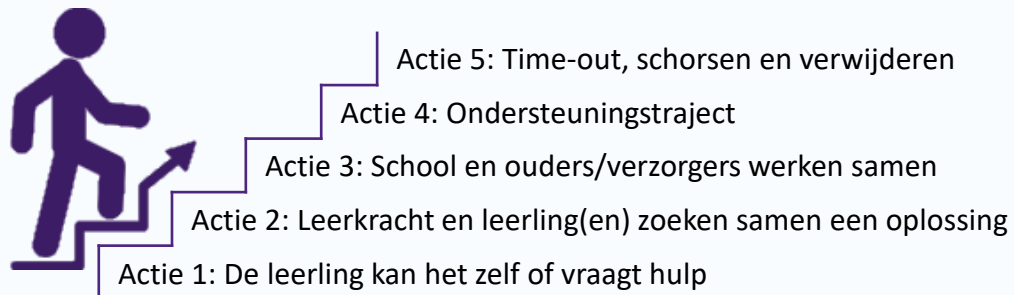 Actie 5: Time-out, schorsen en verwijderen
Actie 4: Ondersteuningstraject
Actie 3: School en ouders/verzorgers werken samen
Actie 2: Leerkracht en leerling(en) zoeken samen een oplossing
Actie 1: De leerling kan het zelf of vraagt hulp